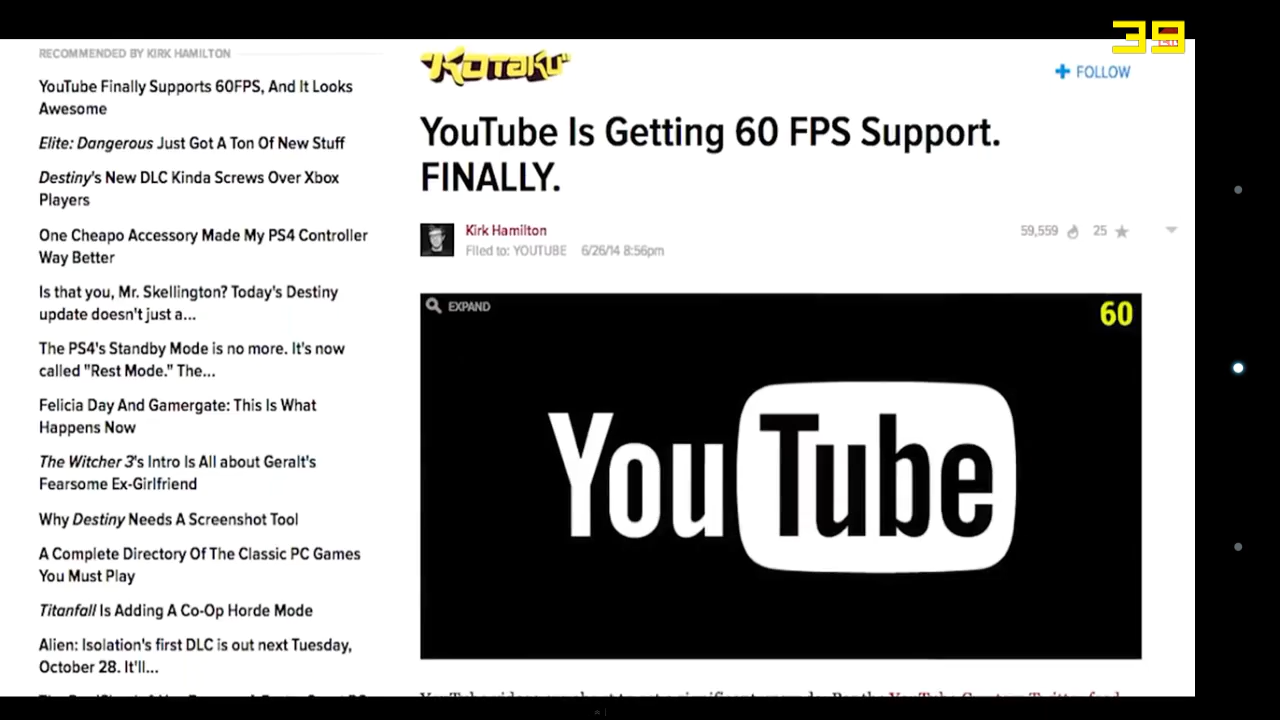 39
RECOMMENDED BY KIRK HAMILTON
YouTube Finally Supports 60FPS, And It Looks
Awesome
Elite: Dangerous Just Got A Ton Of New Stuff
Destiny's New DLC Kinda Screws Over Xbox
Players
One Cheapo Accessory Made My PS4 Controller
Way Better
Is that you, Mr. Skellington? Today's Destiny
update doesn't just a...
The PS4's Standby Mode is no more. It's now
called "Rest Mode." The...
Felicia Day And Gamergate: This Is What
Happens Now
The Witcher 3's Intro Is All about Geralt's
Fearsome Ex-Girlfriend
Why Destiny Needs A Screenshot Tool
A Complete Directory Of The Classic PC Games
You Must Play
Titanfall Is Adding A Co-Op Horde Mode
Alien: Isolation's first DLC is out next Tuesday,
October 28. It'll...
KOTAKU
+ FOLLOW
YouTube Is Getting 60 FPS Support.
FINALLY.
Kirk Hamilton
Filed to: YOUTUBE 6/26/14 8:56pm
59,559 25
EXPAND
60
YouTube